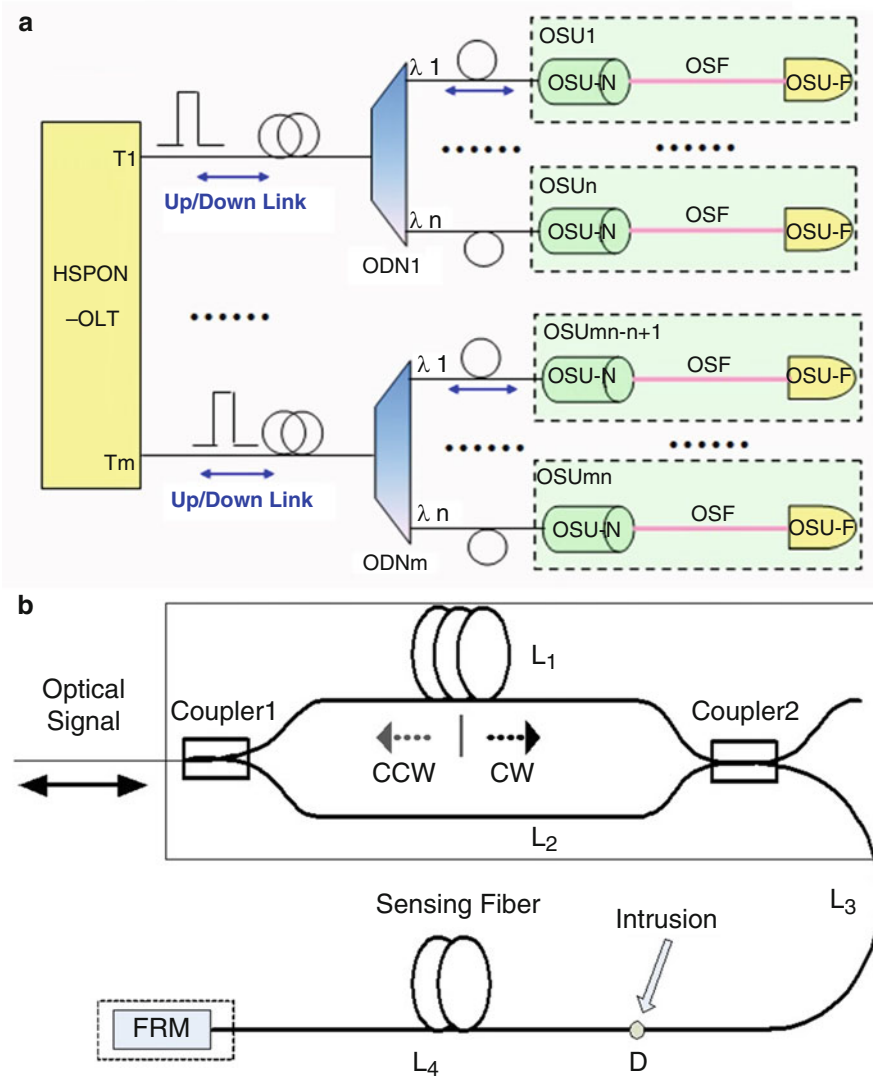 a
OSU1
λ 1
OSU-N
OSF
OSU-F
T1
Up/Down Link
OSUn
λ n
OSU-N
OSF
OSU-F
ODN1
HSPON
–OLT
OSUmn-n+1
λ 1
OSU-N
OSF
OSU-F
Tm
Up/Down Link
OSUmn
λ n
OSU-N
OSF
OSU-F
ODNm
b
L1
Optical
Signal
Coupler1
Coupler2
CCW
CW
L2
L3
Sensing Fiber
Intrusion
FRM
L4
D